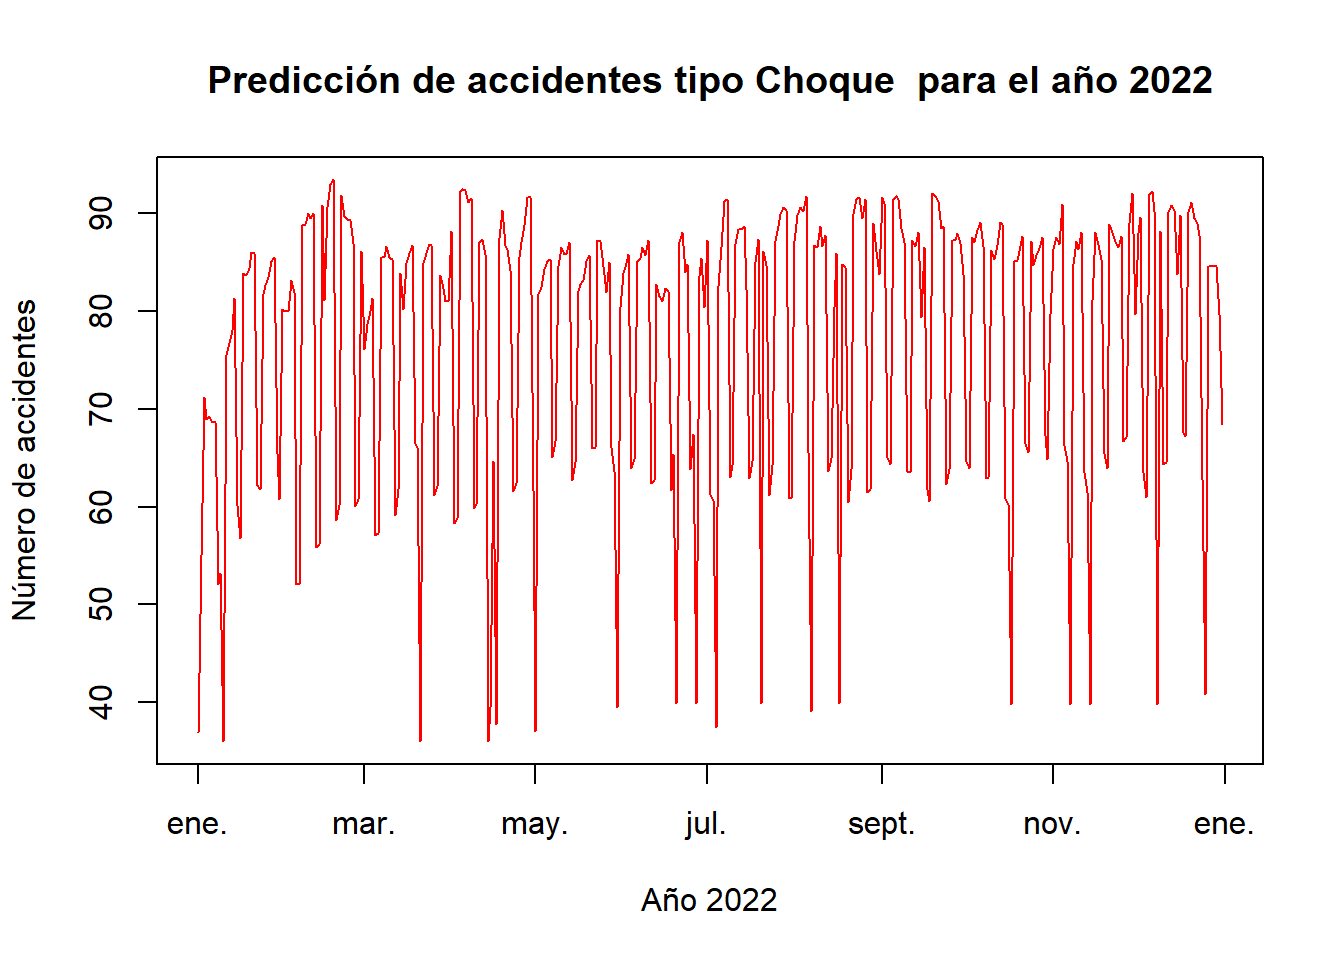 Predicción de accidentes tipo Choque  para el año 2022
Número de accidentes
90
80
70
60
50
40
ene.
mar.
may.
jul.
sept.
nov.
ene.
Año 2022